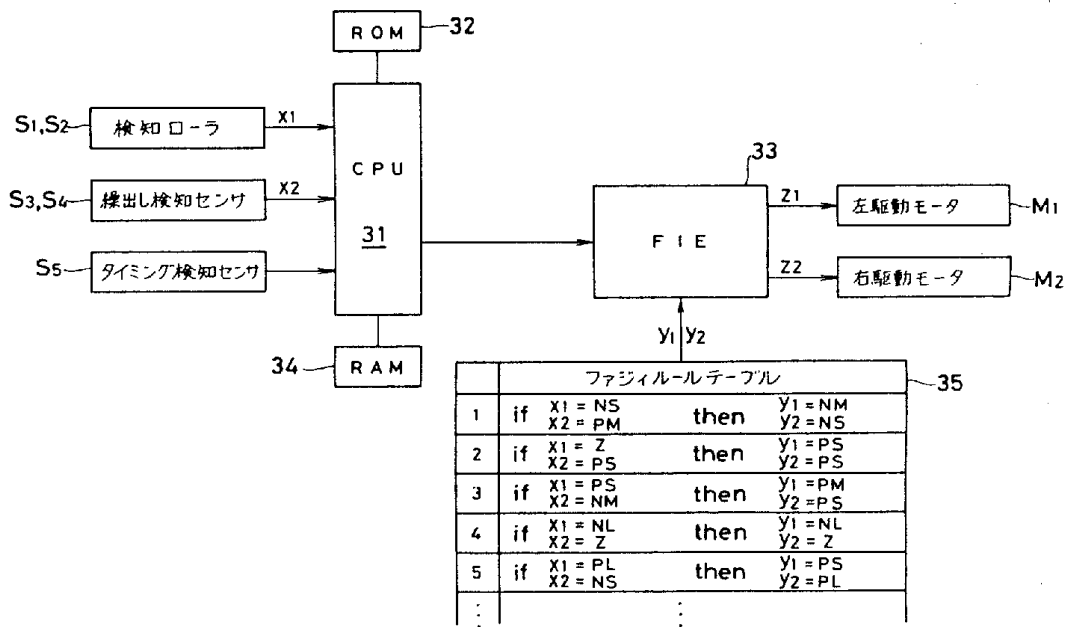 ROM
32
S1,S2
検知ローラ
X1
CPU
31
S3,S4
繰出し検知センサ
X2
S5
タイミング検知センサ
34
RAM
33
FIE
Z1
左駆動モータ
M1
Z2
右駆動モータ
M2
y1 y2
ファジィルールテーブル
35
1 if X1 = NS then y1 = NM
X2 = PM y2 = NS
2 if X1 = Z then y1 = PS
X2 = PS y2 = PS
3 if X1 = PS then y1 = PM
X2 = NM y2 = PS
4 if X1 = NL then y1 = NL
X2 = Z y2 = Z
5 if X1 = PL then y1 = PS
X2 = NS y2 = PL